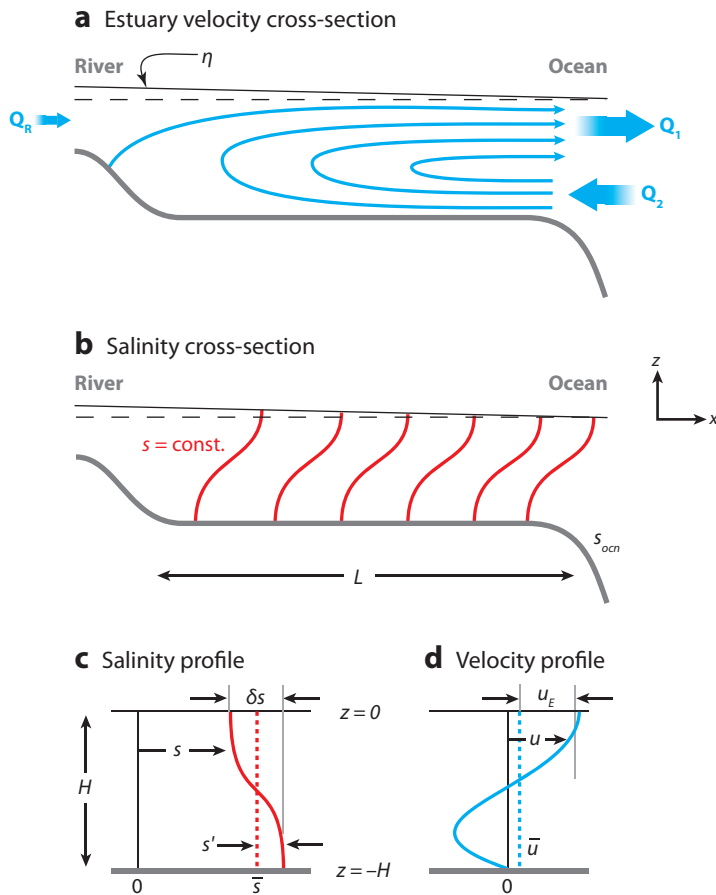 a Estuary velocity cross-section
River
η
Ocean
Q_R
Q_1
Q_2
b Salinity cross-section
River
Ocean
z
x
s = const.
s_ocn
L
c Salinity profile
d Velocity profile
δs
u_E
z = 0
s
u
H
s'
u̅
z = –H
0
s̅
0